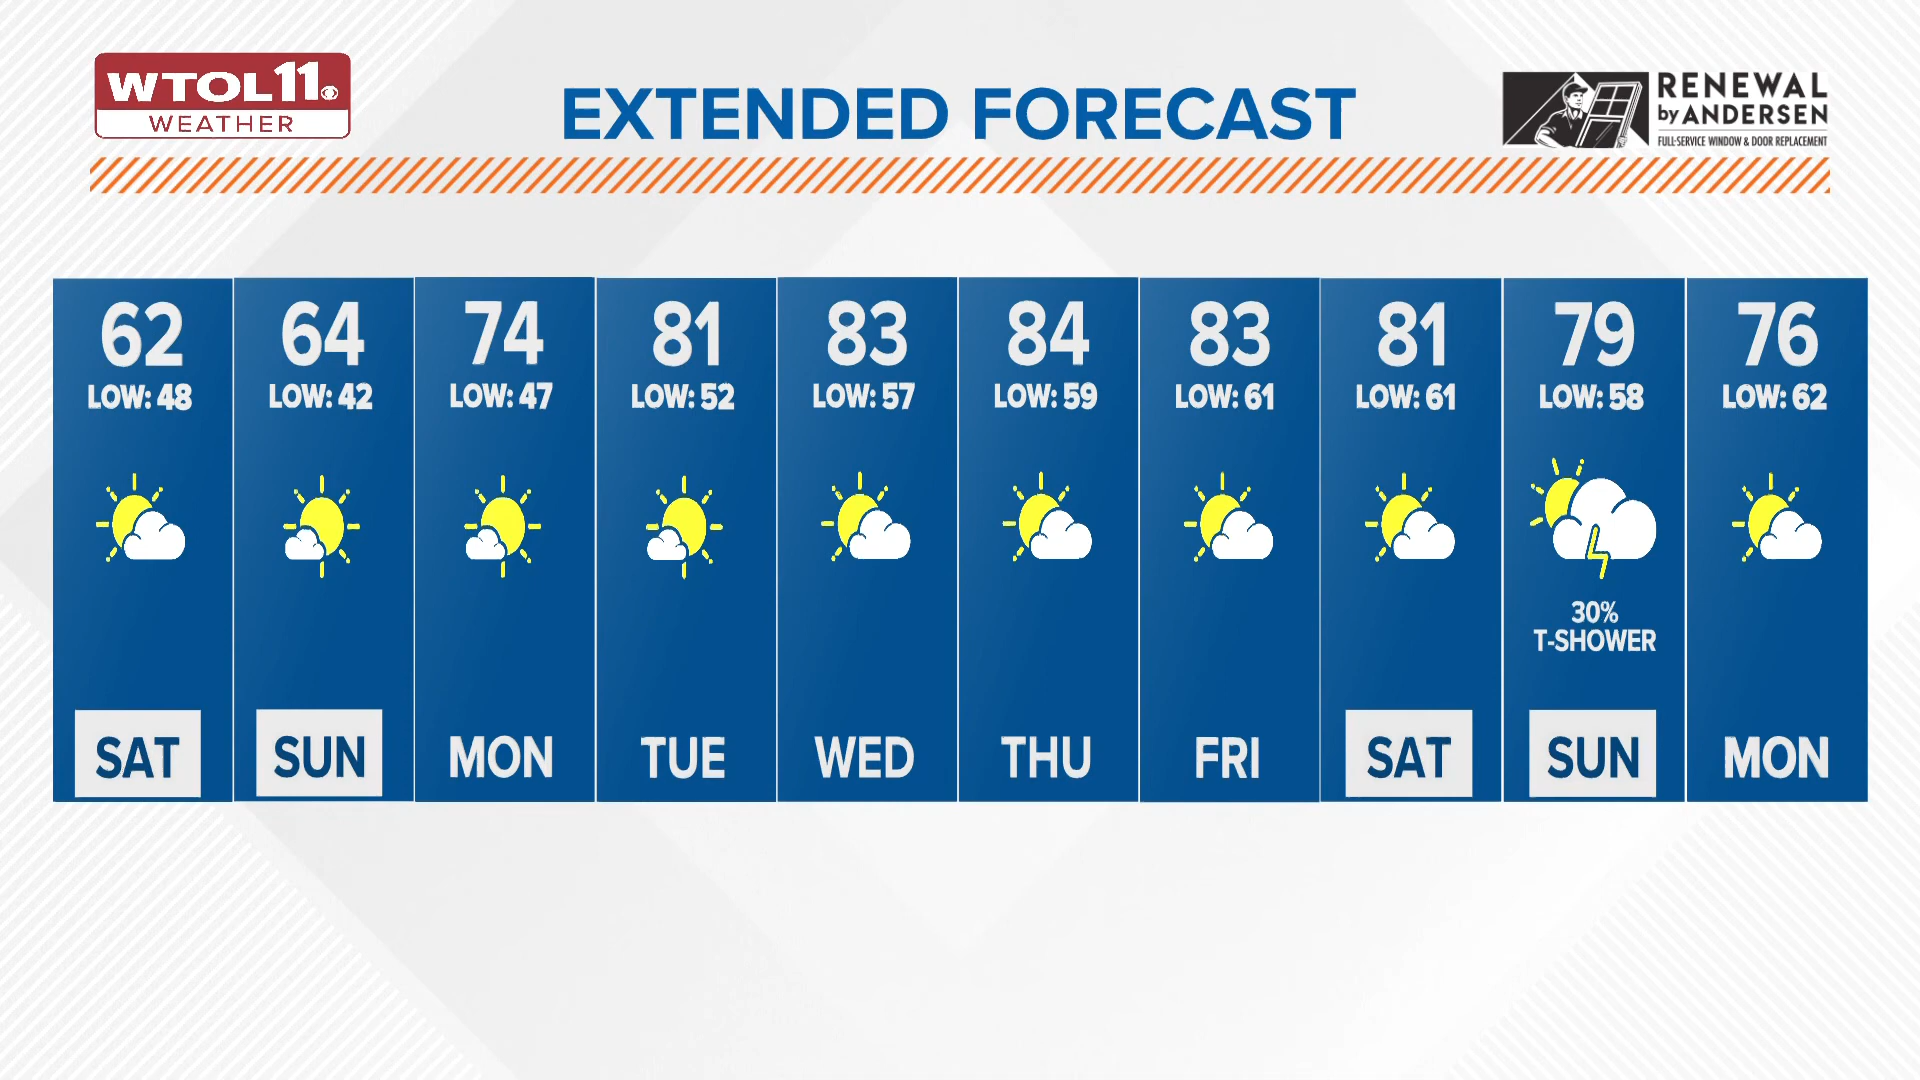 WTOL11
WEATHER
EXTENDED FORECAST
RENEWAL
by ANDERSEN
FULL-SERVICE WINDOW & DOOR REPLACEMENT
62
LOW: 48
SAT
64
LOW: 42
SUN
74
LOW: 47
MON
81
LOW: 52
TUE
83
LOW: 57
WED
84
LOW: 59
THU
83
LOW: 61
FRI
81
LOW: 61
SAT
79
LOW: 58
30%
T-SHOWER
SUN
76
LOW: 62
MON